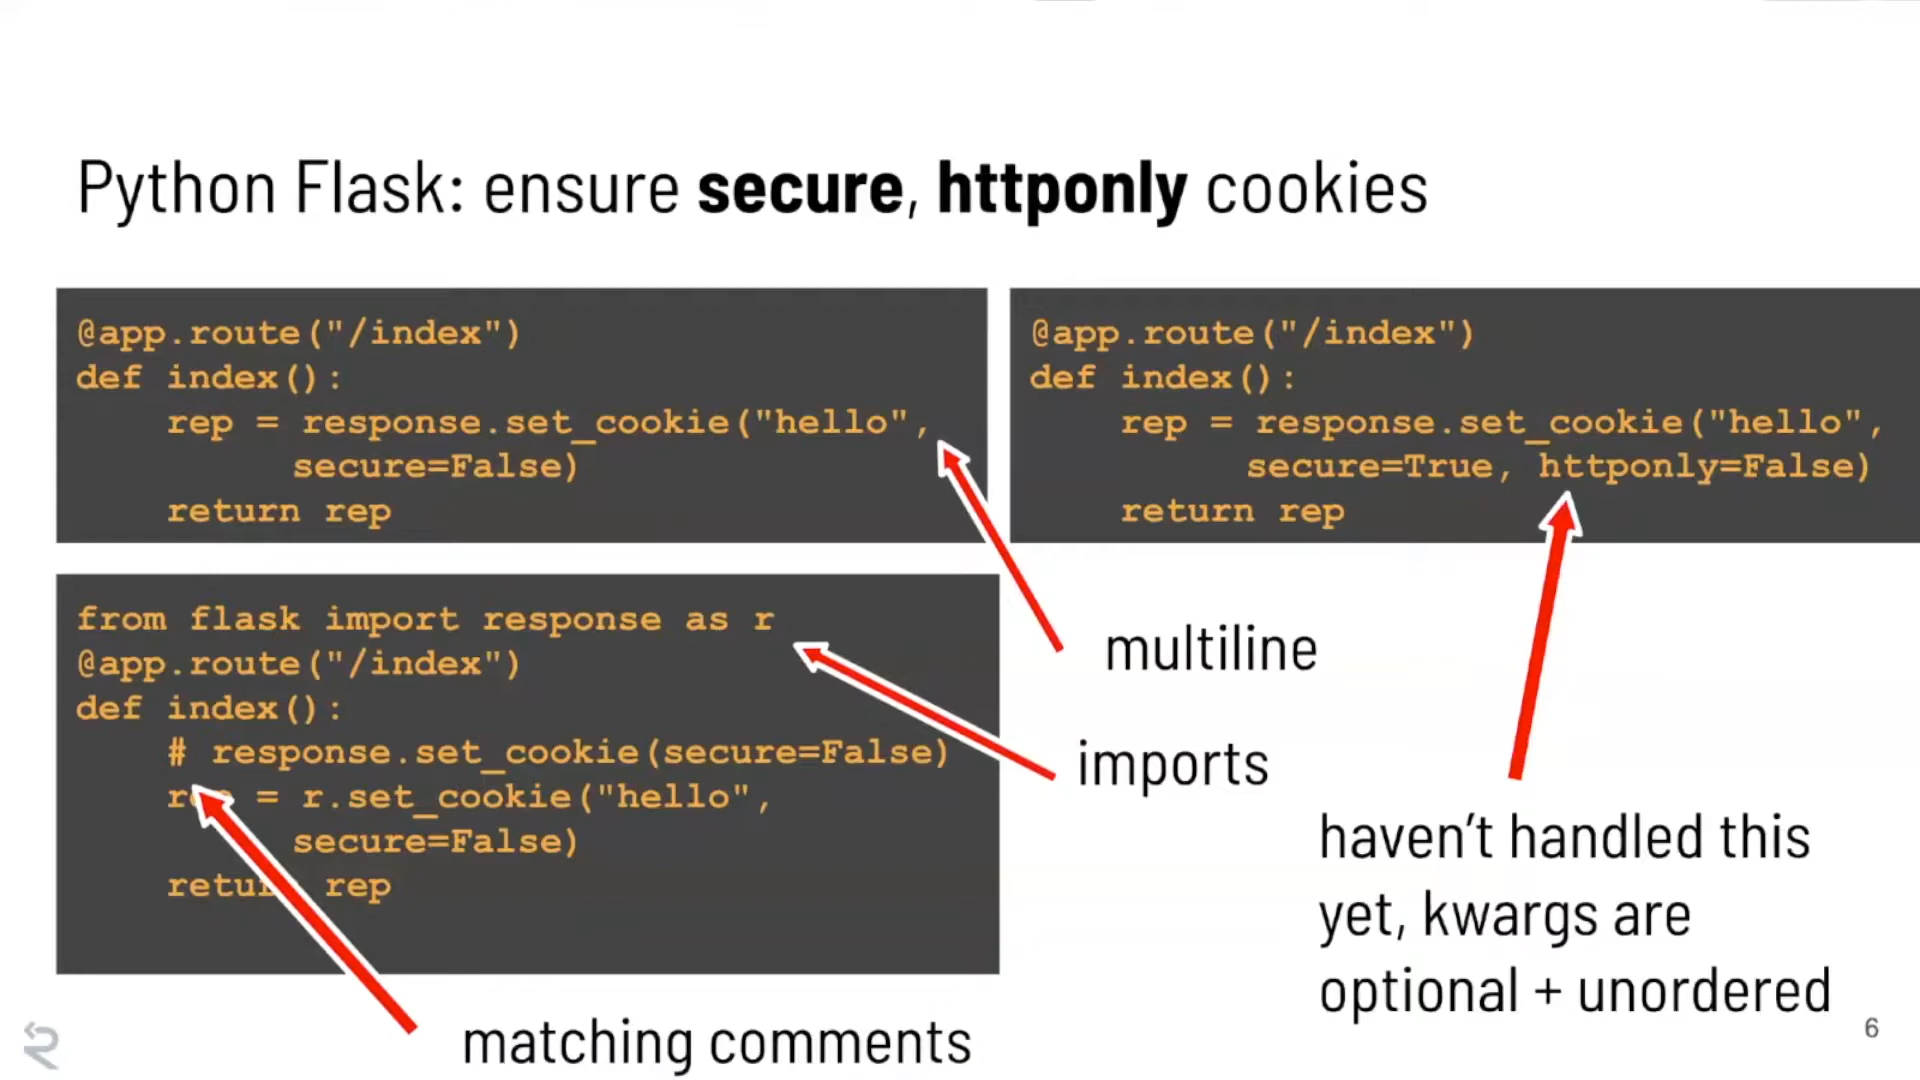 Python Flask: ensure secure, httponly cookies
@app.route("/index")
def index():
    rep = response.set_cookie("hello",
          secure=False)
    return rep
@app.route("/index")
def index():
    rep = response.set_cookie("hello",
          secure=True, httponly=False)
    return rep
from flask import response as r
@app.route("/index")
def index():
    # response.set_cookie(secure=False)
    rep = r.set_cookie("hello",
          secure=False)
    return rep
multiline
imports
haven't handled this
yet, kwargs are
optional + unordered
matching comments
6